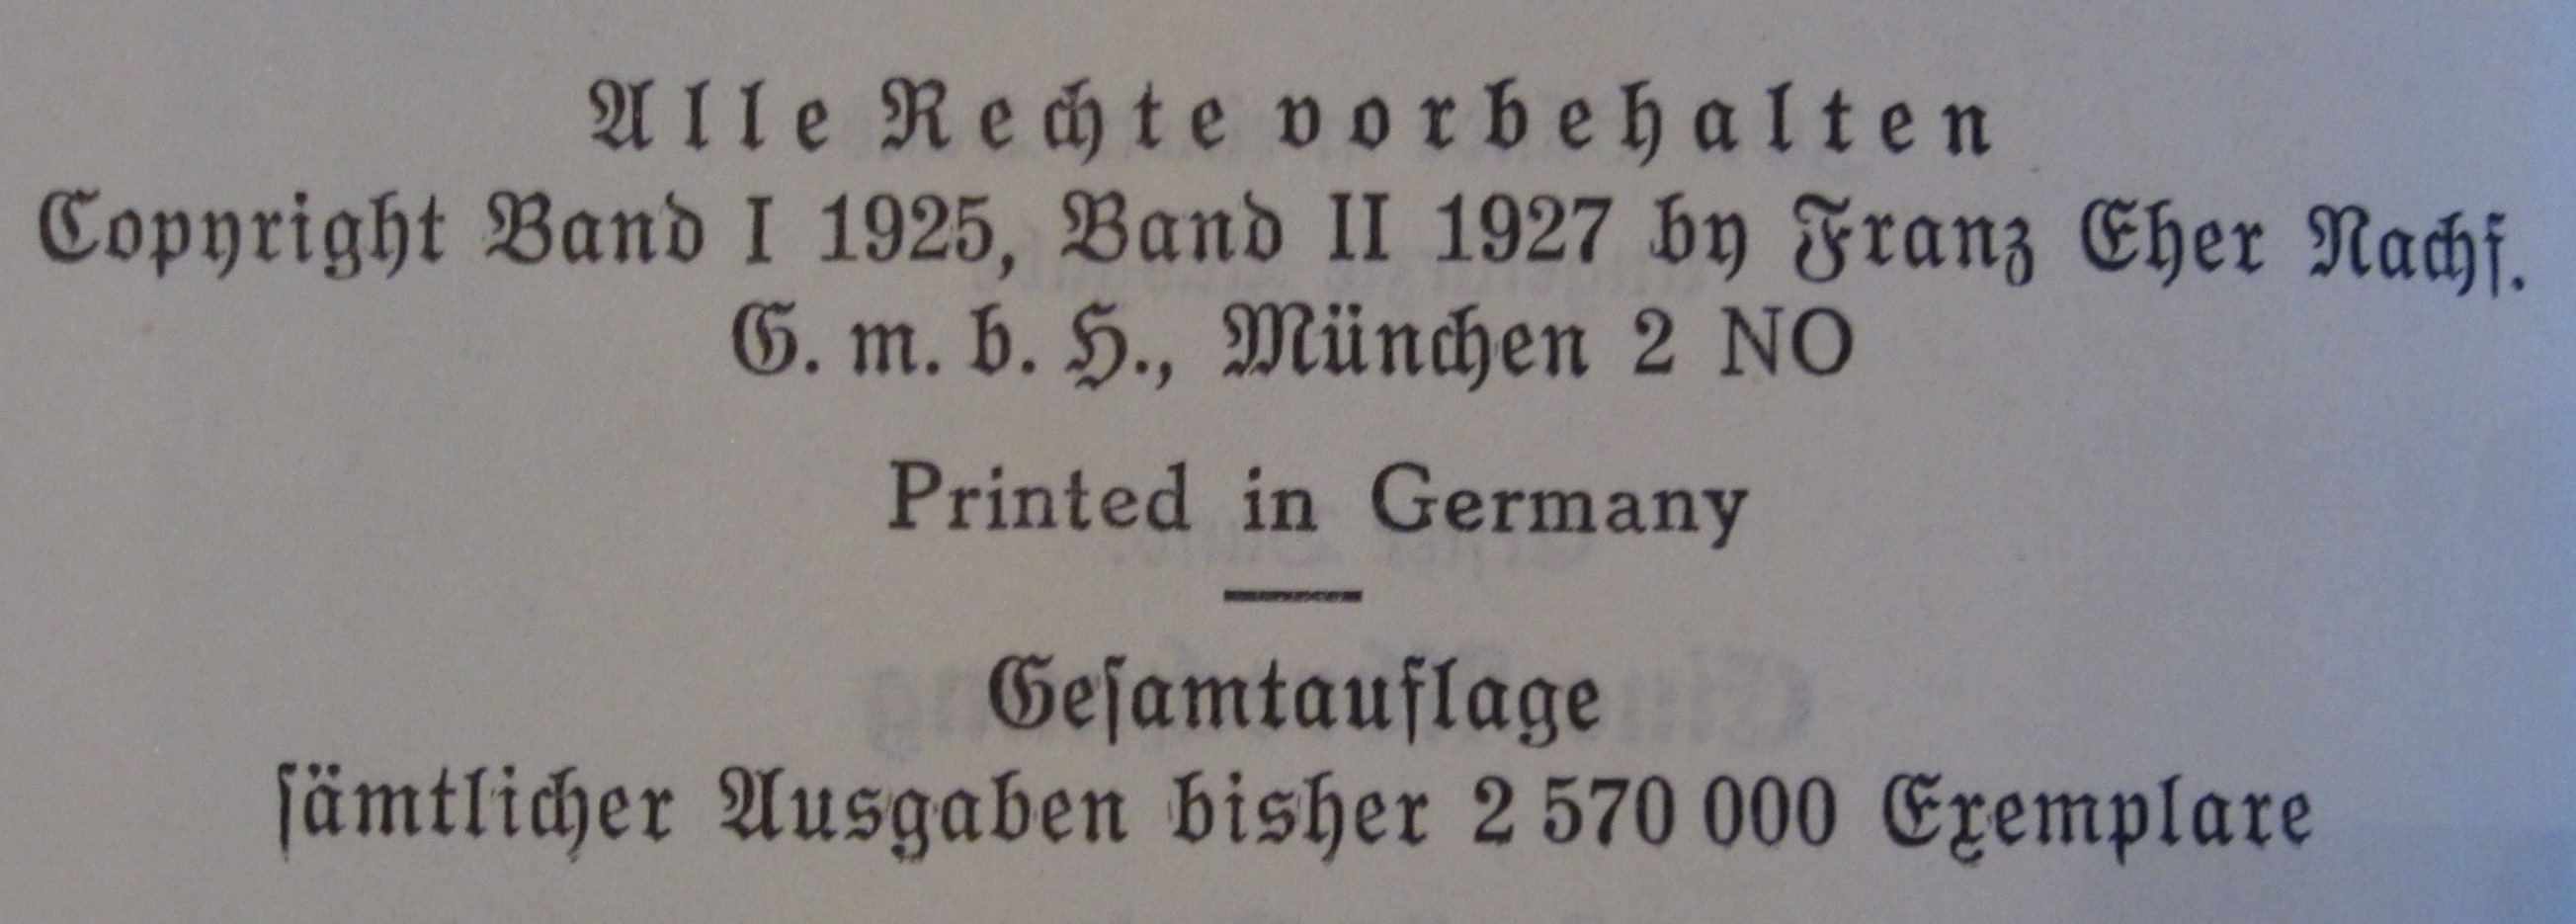 Alle Rechte vorbehalten
Copyright Band I 1925, Band II 1927 by Franz Eher Nachf.
G. m. b. H., München 2 NO
Printed in Germany
Geſamtauflage
ſämtlicher Ausgaben bisher 2 570 000 Exemplare